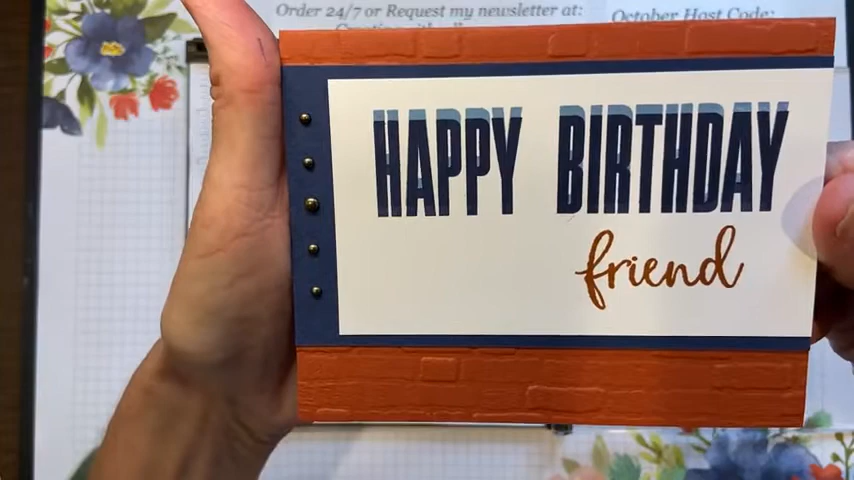 Order 24/7 or Request my newsletter at:
October Host Code:
HAPPY BIRTHDAY
friend